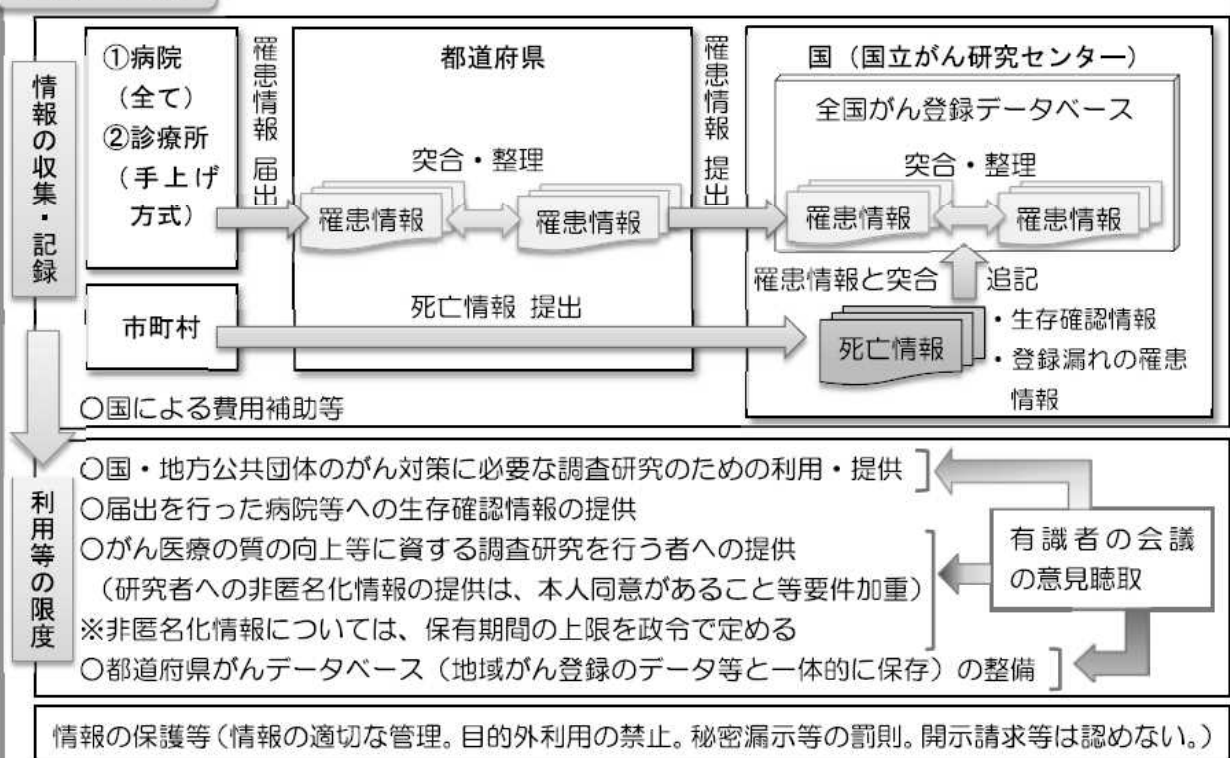 情報の収集・記録
①病院
（全て）
②診療所
（手上げ
方式）
罹患情報 届出
都道府県
突合・整理
罹患情報
罹患情報
罹患情報 提出
国（国立がん研究センター）
全国がん登録データベース
突合・整理
罹患情報
罹患情報
罹患情報と突合
追記
市町村
死亡情報 提出
死亡情報
・生存確認情報
・登録漏れの罹患
情報
〇国による費用補助等
利用等の限度
〇国・地方公共団体のがん対策に必要な調査研究のための利用・提供
〇届出を行った病院等への生存確認情報の提供
〇がん医療の質の向上等に資する調査研究を行う者への提供
（研究者への非匿名化情報の提供は、本人同意があること等要件加重）
※非匿名化情報については、保有期間の上限を政令で定める
〇都道府県がんデータベース（地域がん登録のデータ等と一体的に保存）の整備
有識者の会議
の意見聴取
情報の保護等（情報の適切な管理。目的外利用の禁止。秘密漏示等の罰則。開示請求等は認めない。）